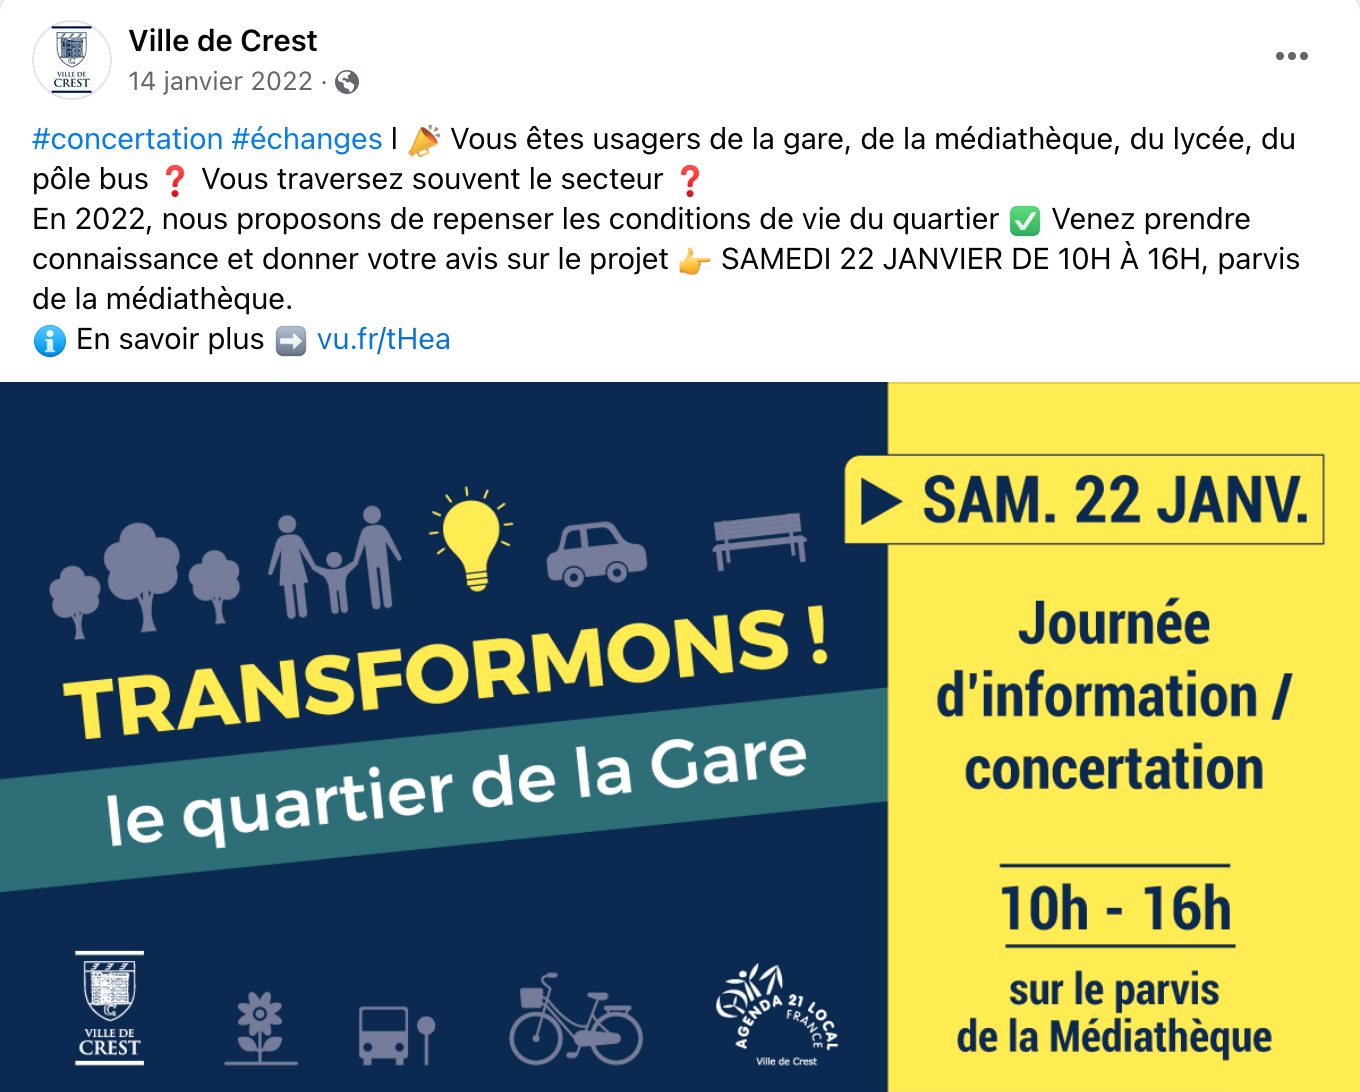 Ville de Crest
14 janvier 2022 ·
#concertation #échanges l 📣 Vous êtes usagers de la gare, de la médiathèque, du lycée, du
pôle bus ❓ Vous traversez souvent le secteur ❓
En 2022, nous proposons de repenser les conditions de vie du quartier ✅ Venez prendre
connaissance et donner votre avis sur le projet 👉 SAMEDI 22 JANVIER DE 10H À 16H, parvis
de la médiathèque.
ℹ️ En savoir plus ➡️ vu.fr/tHea
VILLE DE
CREST
SAM. 22 JANV.
TRANSFORMONS !
le quartier de la Gare
Journée
d'information /
concertation
10h - 16h
sur le parvis
de la Médiathèque
VILLE DE
CREST
AGENDA 21 LOCAL
FRANCE
Ville de Crest